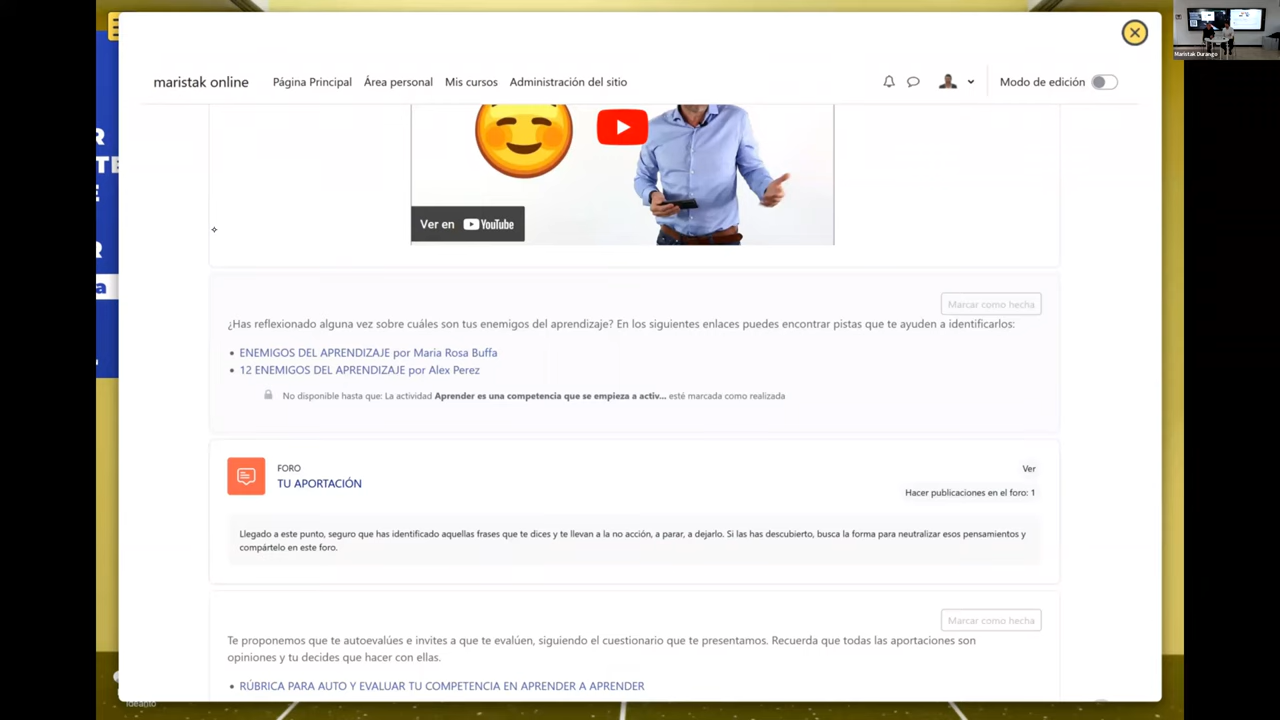 Maristak Durango
maristak online
Página Principal
Área personal
Mis cursos
Administración del sitio
Modo de edición
R
TE
E
R
a
Ver en YouTube
Marcar como hecha
¿Has reflexionado alguna vez sobre cuáles son tus enemigos del aprendizaje? En los siguientes enlaces puedes encontrar pistas que te ayuden a identificarlos:
• ENEMIGOS DEL APRENDIZAJE por Maria Rosa Buffa
• 12 ENEMIGOS DEL APRENDIZAJE por Alex Perez
No disponible hasta que: La actividad Aprender es una competencia que se empieza a activ... esté marcada como realizada
FORO
TU APORTACIÓN
Ver
Hacer publicaciones en el foro: 1
Llegado a este punto, seguro que has identificado aquellas frases que te dices y te llevan a la no acción, a parar, a dejarlo. Si las has descubierto, busca la forma para neutralizar esos pensamientos y
compártelo en este foro.
Marcar como hecha
Te proponemos que te autoevalúes e invites a que te evalúen, siguiendo el cuestionario que te presentamos. Recuerda que todas las aportaciones son
opiniones y tu decides que hacer con ellas.
• RÚBRICA PARA AUTO Y EVALUAR TU COMPETENCIA EN APRENDER A APRENDER